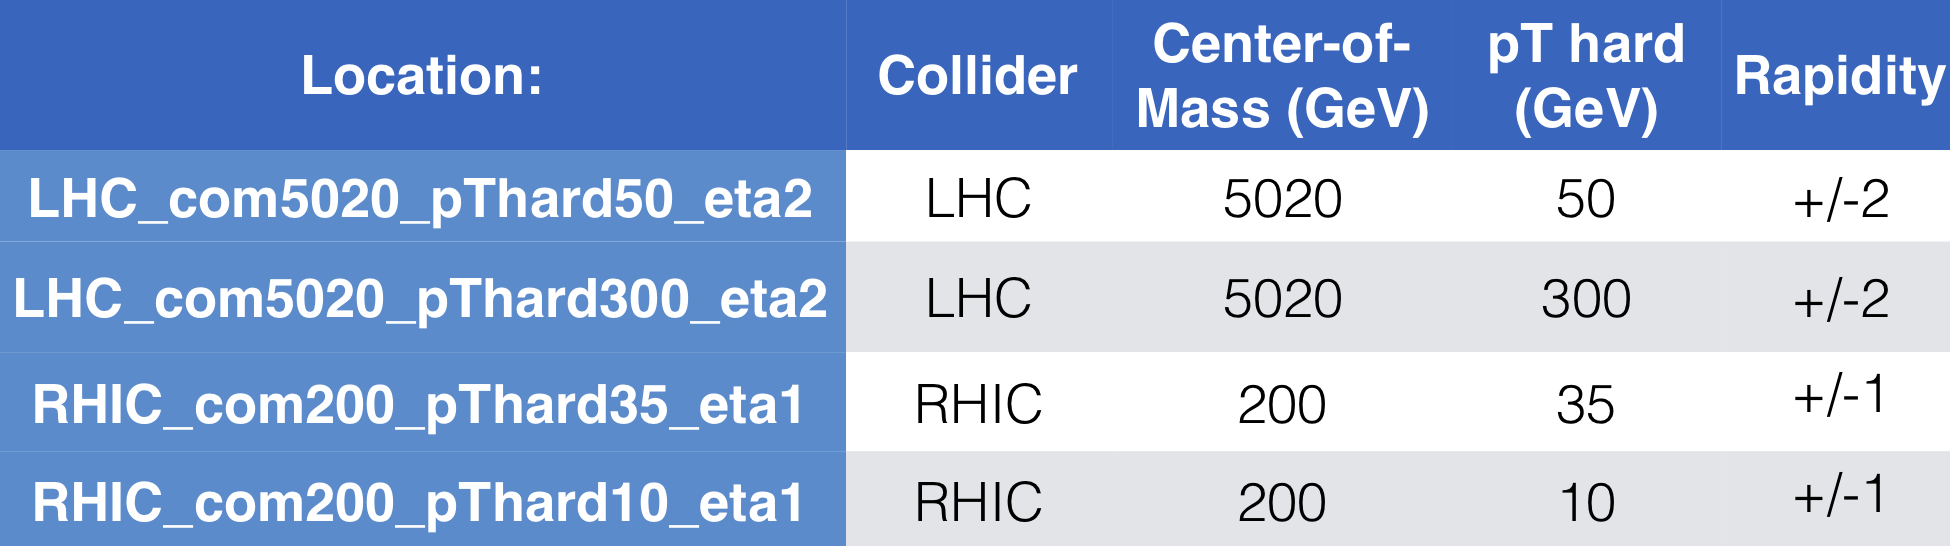 Location: Collider Center-of-Mass (GeV) pT hard (GeV) Rapidity
LHC_com5020_pThard50_eta2 LHC 5020 50 +/-2
LHC_com5020_pThard300_eta2 LHC 5020 300 +/-2
RHIC_com200_pThard35_eta1 RHIC 200 35 +/-1
RHIC_com200_pThard10_eta1 RHIC 200 10 +/-1